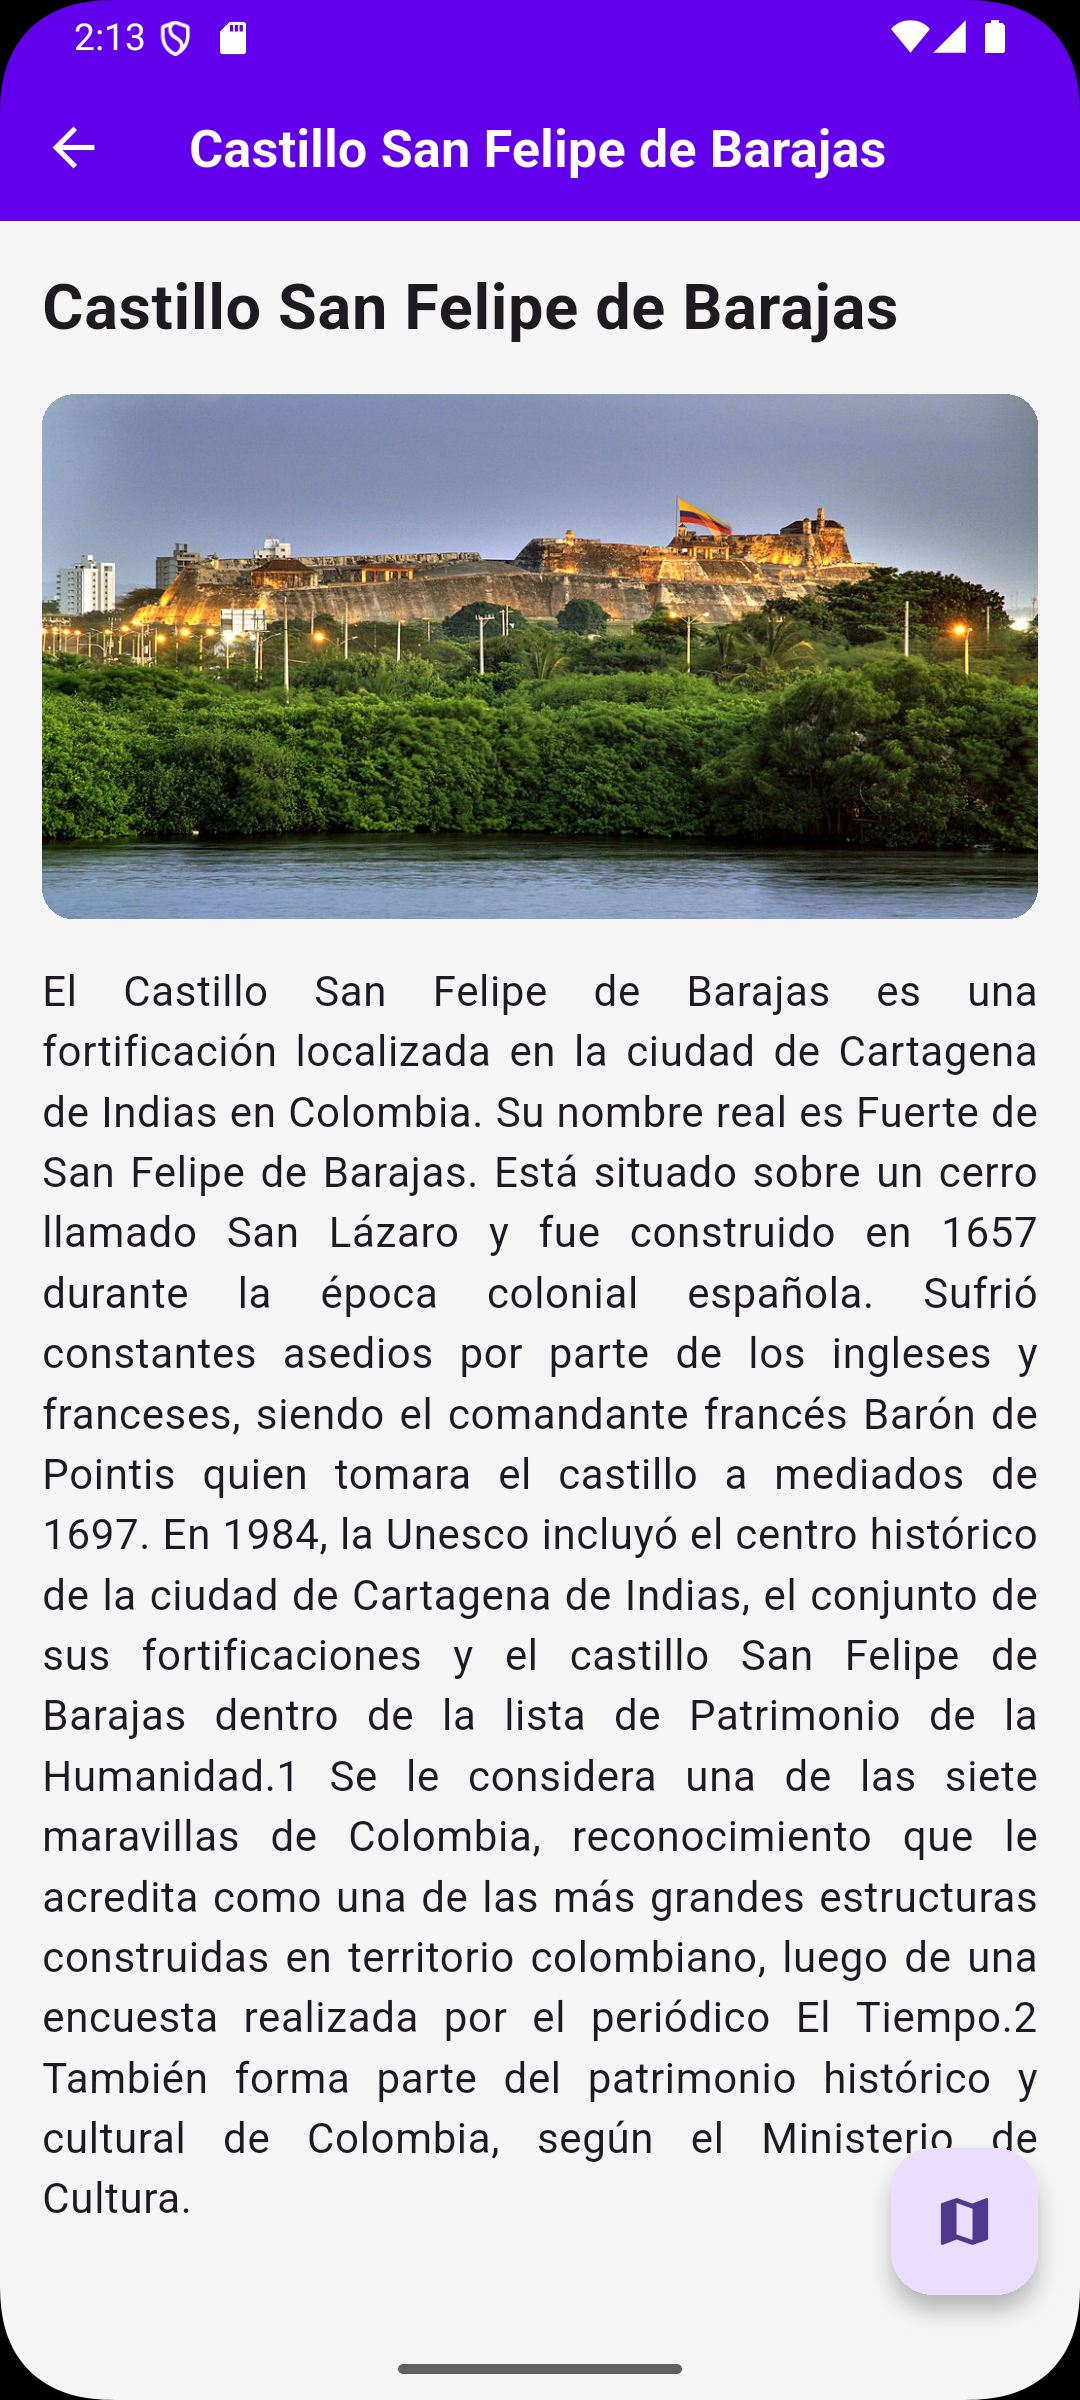 2:13
Castillo San Felipe de Barajas
Castillo San Felipe de Barajas
El Castillo San Felipe de Barajas es una
fortificación localizada en la ciudad de Cartagena
de Indias en Colombia. Su nombre real es Fuerte de
San Felipe de Barajas. Está situado sobre un cerro
llamado San Lázaro y fue construido en 1657
durante la época colonial española. Sufrió
constantes asedios por parte de los ingleses y
franceses, siendo el comandante francés Barón de
Pointis quien tomara el castillo a mediados de
1697. En 1984, la Unesco incluyó el centro histórico
de la ciudad de Cartagena de Indias, el conjunto de
sus fortificaciones y el castillo San Felipe de
Barajas dentro de la lista de Patrimonio de la
Humanidad.1 Se le considera una de las siete
maravillas de Colombia, reconocimiento que le
acredita como una de las más grandes estructuras
construidas en territorio colombiano, luego de una
encuesta realizada por el periódico El Tiempo.2
También forma parte del patrimonio histórico y
cultural de Colombia, según el Ministerio de
Cultura.